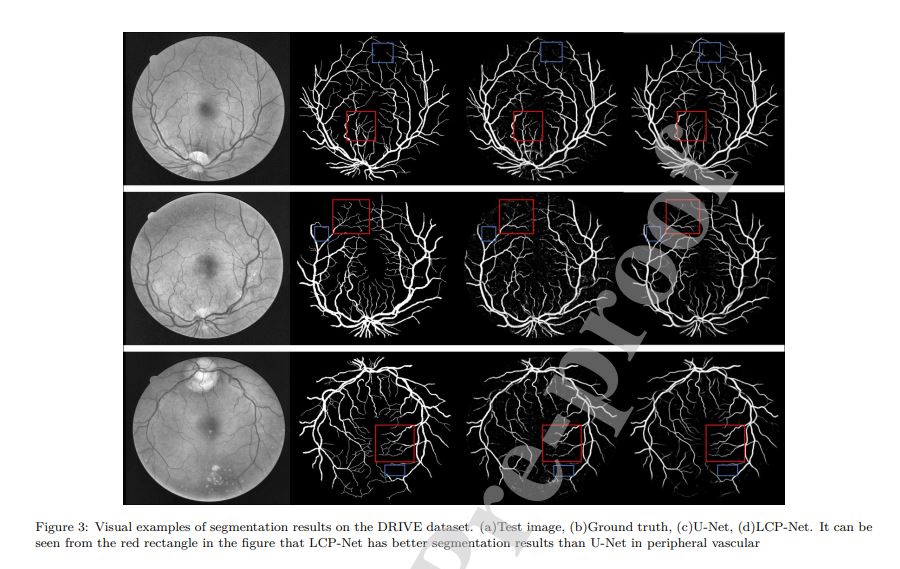 Figure 3: Visual examples of segmentation results on the DRIVE dataset. (a)Test image, (b)Ground truth, (c)U-Net, (d)LCP-Net. It can be
seen from the red rectangle in the figure that LCP-Net has better segmentation results than U-Net in peripheral vascular
Pre-proof